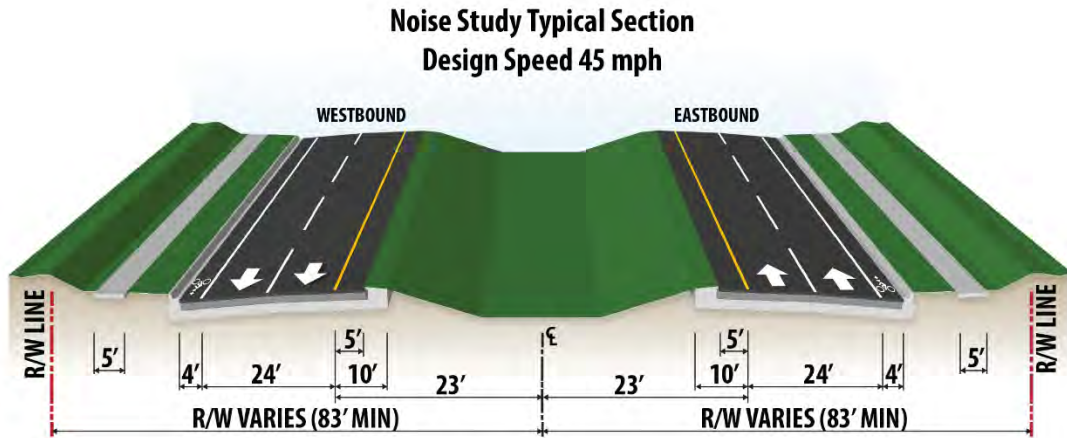 Noise Study Typical Section
Design Speed 45 mph
WESTBOUND
EASTBOUND
R/W LINE
R/W LINE
℄
5’
5’
5’
5’
4’
24’
10’
23’
23’
10’
24’
4’
R/W VARIES (83’ MIN)
R/W VARIES (83’ MIN)